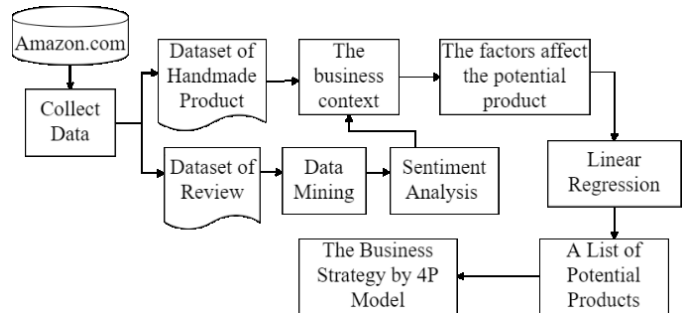 Amazon.com
Collect
Data
Dataset of
Handmade
Product
The
business
context
The factors affect
the potential
product
Dataset of
Review
Data
Mining
Sentiment
Analysis
Linear
Regression
A List of
Potential
Products
The Business
Strategy by 4P
Model